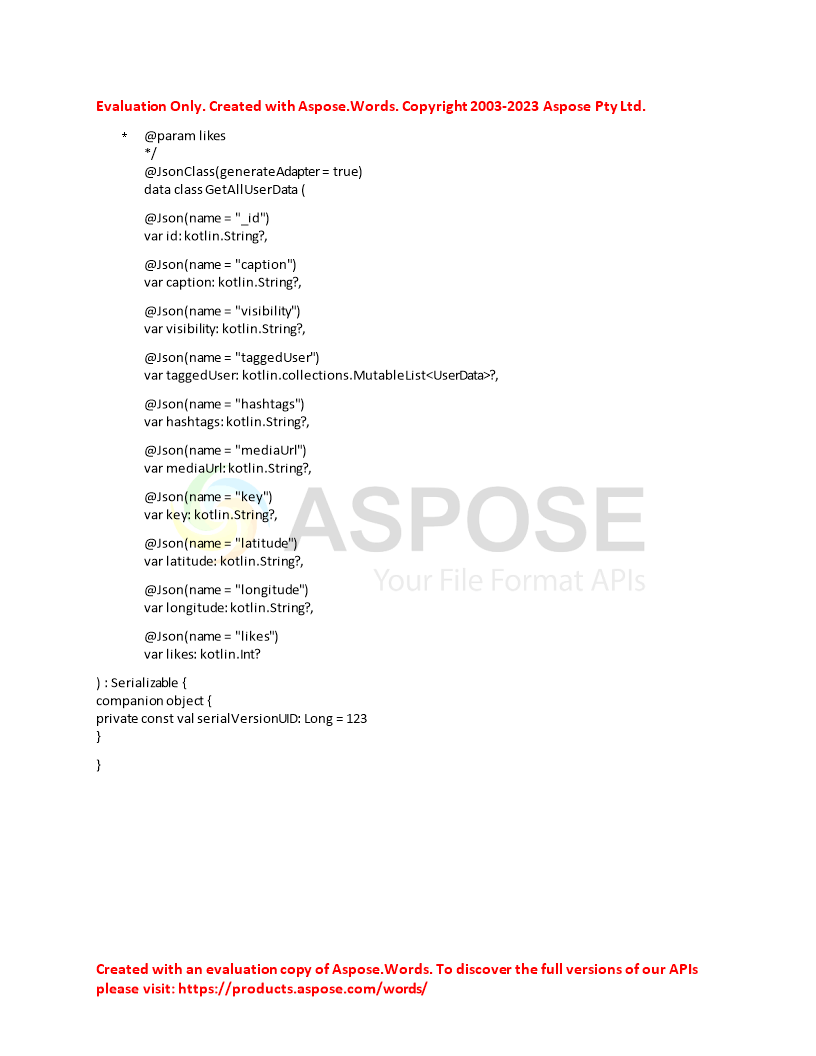 Evaluation Only. Created with Aspose.Words. Copyright 2003-2023 Aspose Pty Ltd.
* @param likes
*/
@JsonClass(generateAdapter = true)
data class GetAllUserData (
@Json(name = "_id")
var id: kotlin.String?,
@Json(name = "caption")
var caption: kotlin.String?,
@Json(name = "visibility")
var visibility: kotlin.String?,
@Json(name = "taggedUser")
var taggedUser: kotlin.collections.MutableList<UserData>?,
@Json(name = "hashtags")
var hashtags: kotlin.String?,
@Json(name = "mediaUrl")
var mediaUrl: kotlin.String?,
@Json(name = "key")
var key: kotlin.String?,
ASPOSE
@Json(name = "latitude")
var latitude: kotlin.String?,
Your File Format APIs
@Json(name = "longitude")
var longitude: kotlin.String?,
@Json(name = "likes")
var likes: kotlin.Int?
) : Serializable {
companion object {
private const val serialVersionUID: Long = 123
}
}
Created with an evaluation copy of Aspose.Words. To discover the full versions of our APIs
please visit: https://products.aspose.com/words/